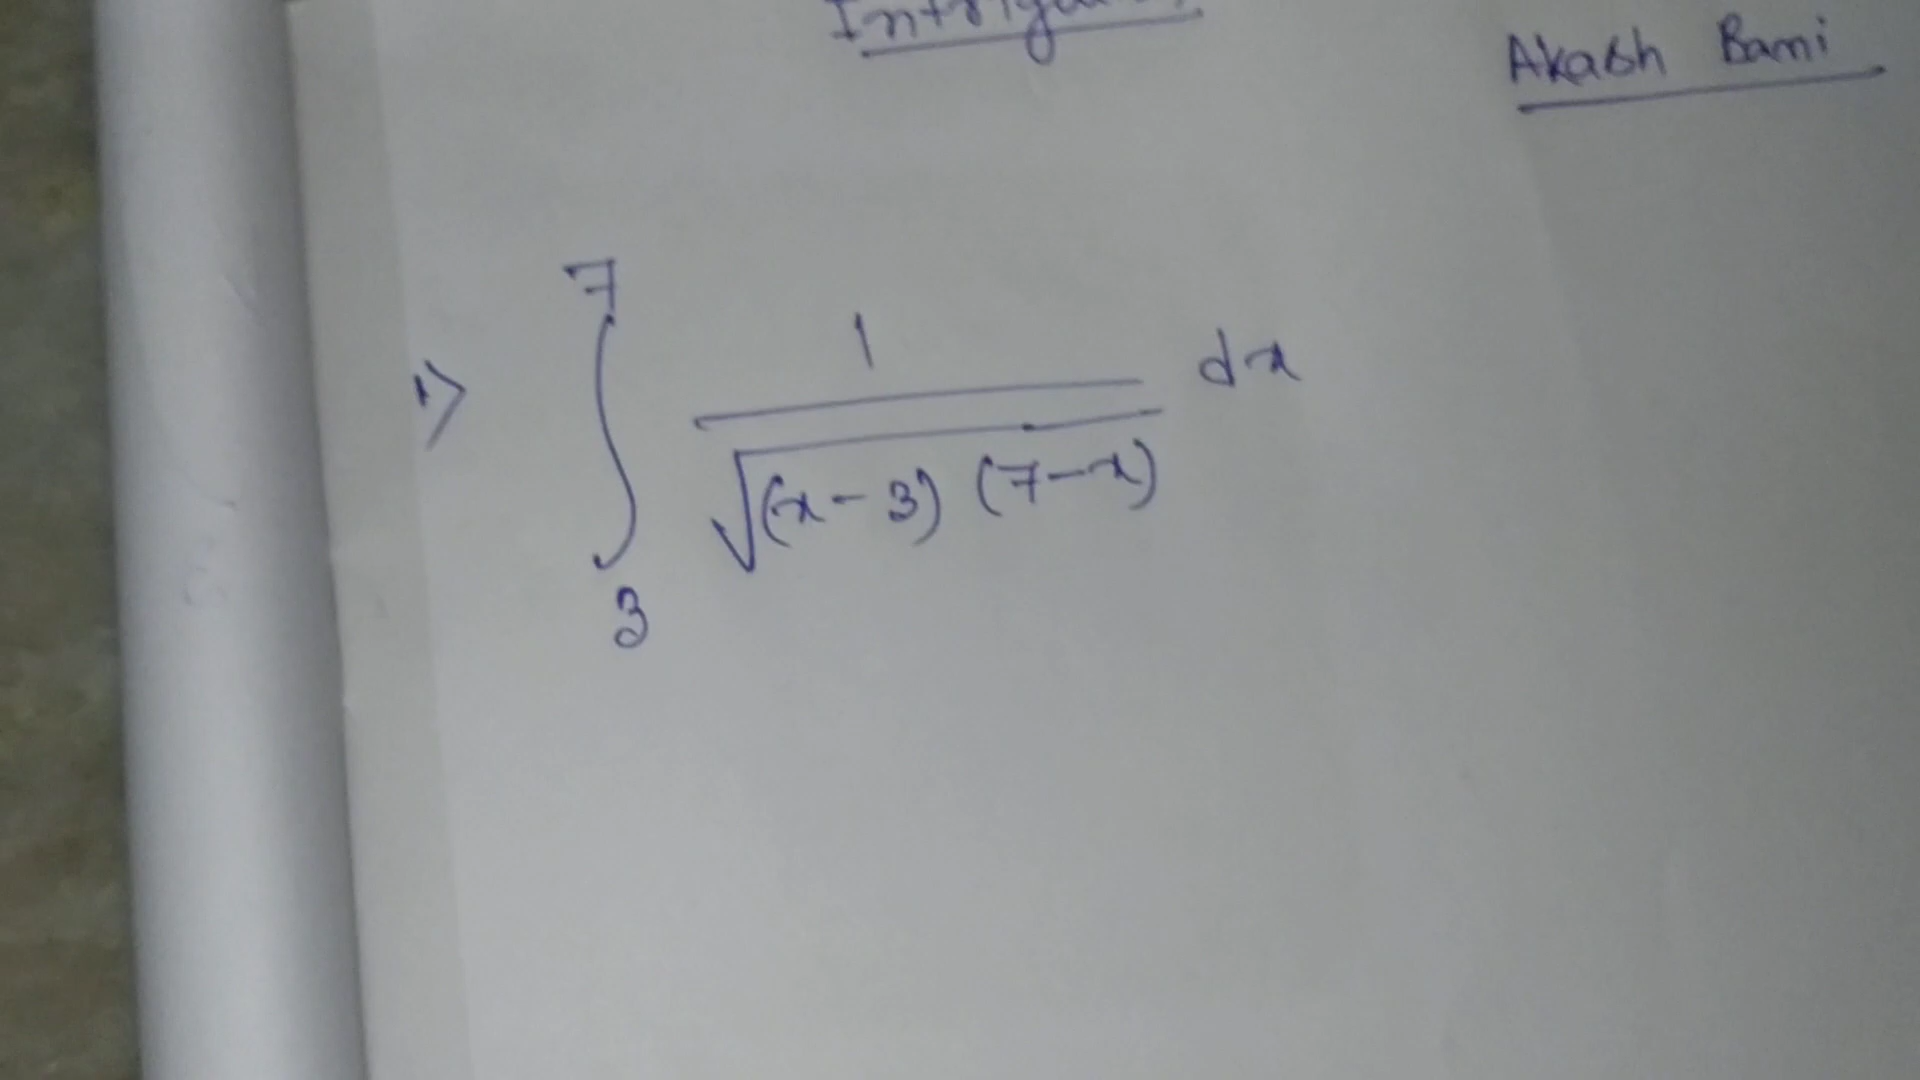 Akash Bami
1) ∫₃⁷ 1/√((x-3) (7-x)) dx